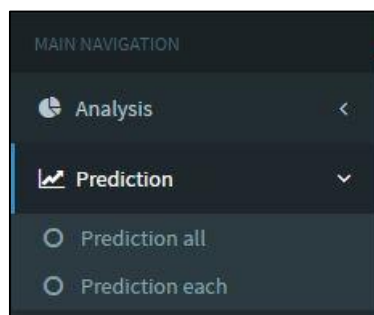 MAIN NAVIGATION
Analysis
Prediction
Prediction all
Prediction each